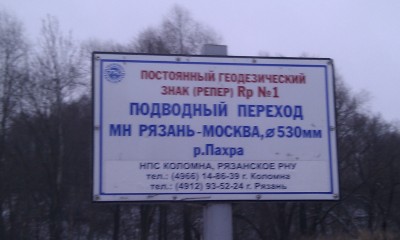 ПОСТОЯННЫЙ ГЕОДЕЗИЧЕСКИЙ
ЗНАК (РЕПЕР) Rp №1
ПОДВОДНЫЙ ПЕРЕХОД
МН РЯЗАНЬ-МОСКВА,⌀530мм
р.Пахра
НПС КОЛОМНА, РЯЗАНСКОЕ РНУ
тел.: (4966) 14-86-39 г. Коломна
тел.: (4912) 93-52-24 г. Рязань